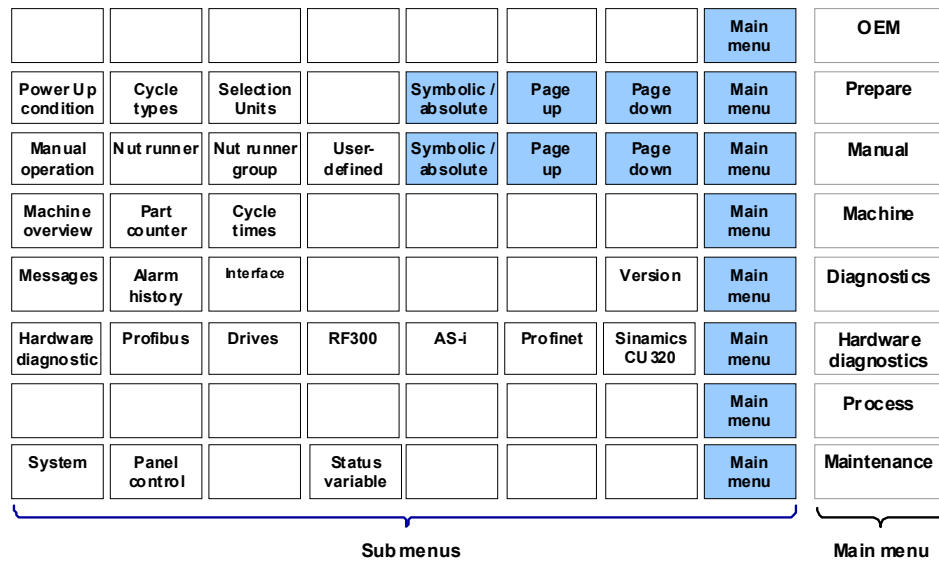 Main menu OEM
Power Up condition Cycle types Selection Units Symbolic / absolute Page up Page down Main menu Prepare
Manual operation Nut runner Nut runner group User-defined Symbolic / absolute Page up Page down Main menu Manual
Machine overview Part counter Cycle times Main menu Machine
Messages Alarm history Interface Version Main menu Diagnostics
Hardware diagnostic Profibus Drives RF300 AS-i Profinet Sinamics CU320 Main menu Hardware diagnostics
Main menu Process
System Panel control Status variable Main menu Maintenance
Sub menus Main menu